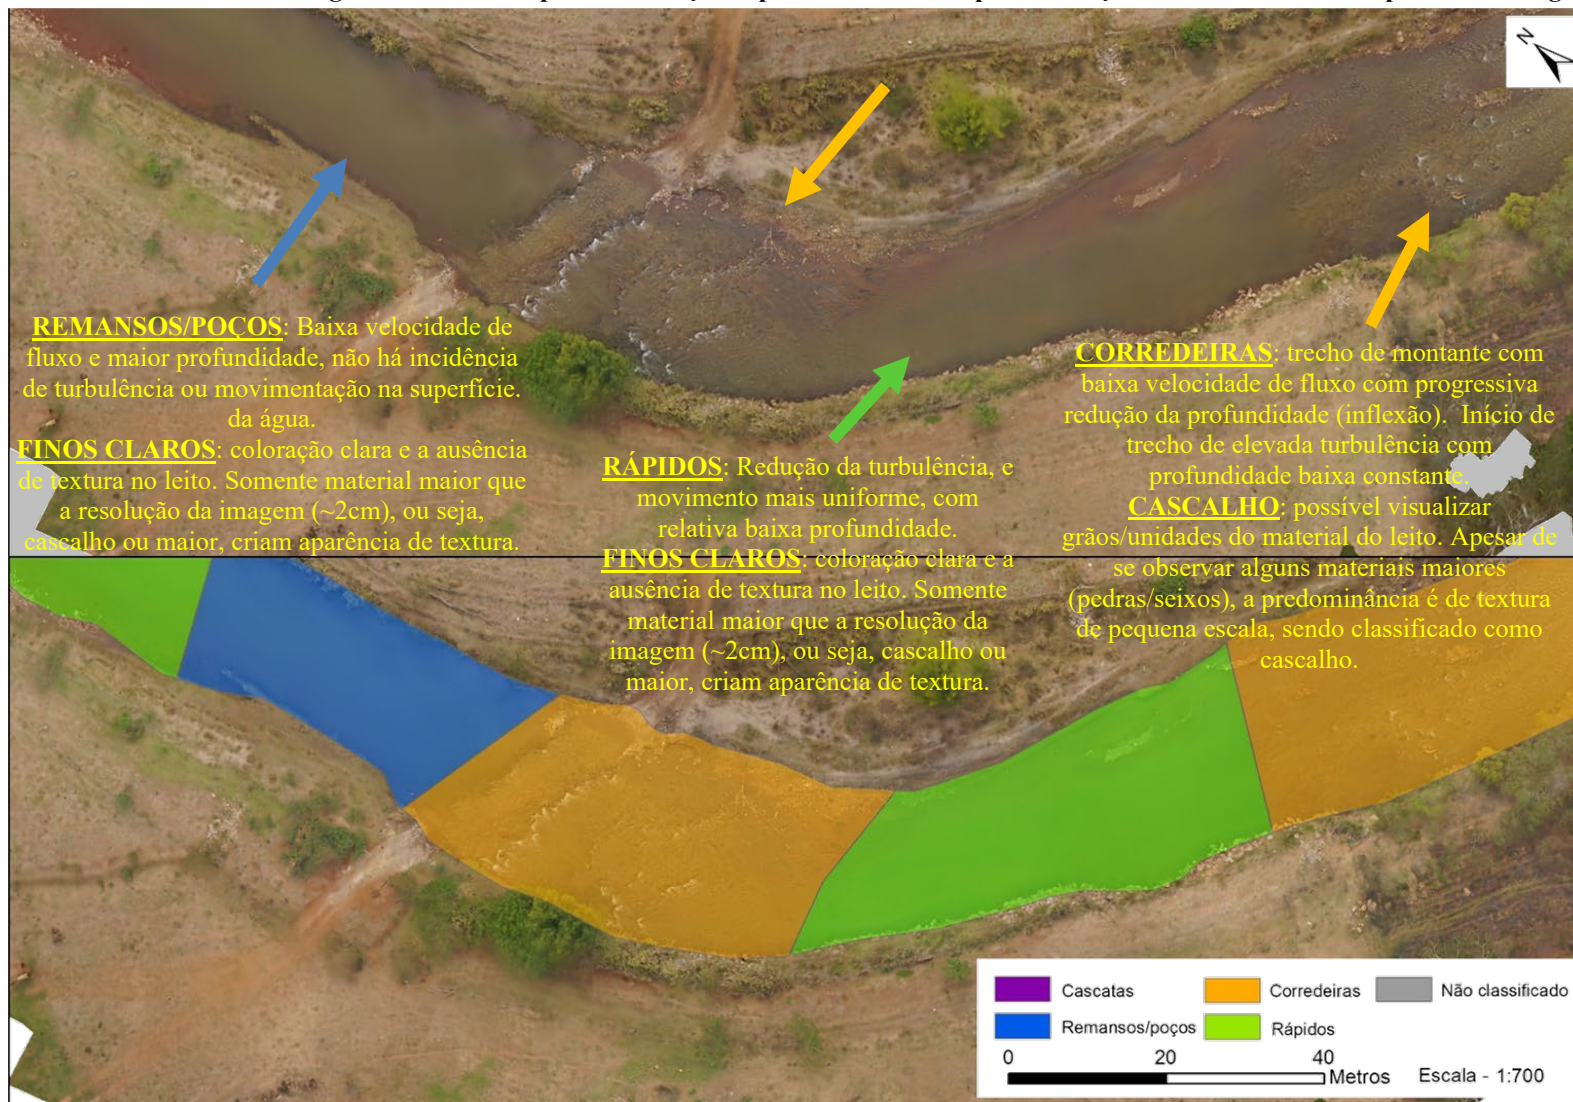 N
REMANSOS/POÇOS: Baixa velocidade de
fluxo e maior profundidade, não há incidência
de turbulência ou movimentação na superfície.
da água.
FINOS CLAROS: coloração clara e a ausência
de textura no leito. Somente material maior que
a resolução da imagem (~2cm), ou seja,
cascalho ou maior, criam aparência de textura.
RÁPIDOS: Redução da turbulência, e
movimento mais uniforme, com
relativa baixa profundidade.
FINOS CLAROS: coloração clara e a
ausência de textura no leito. Somente
material maior que a resolução da
imagem (~2cm), ou seja, cascalho ou
maior, criam aparência de textura.
CORREDEIRAS: trecho de montante com
baixa velocidade de fluxo com progressiva
redução da profundidade (inflexão). Início de
trecho de elevada turbulência com
profundidade baixa constante.
CASCALHO: possível visualizar
grãos/unidades do material do leito. Apesar de
se observar alguns materiais maiores
(pedras/seixos), a predominância é de textura
de pequena escala, sendo classificado como
cascalho.
Cascatas
Corredeiras
Não classificado
Remansos/poços
Rápidos
0 20 40
Metros
Escala - 1:700